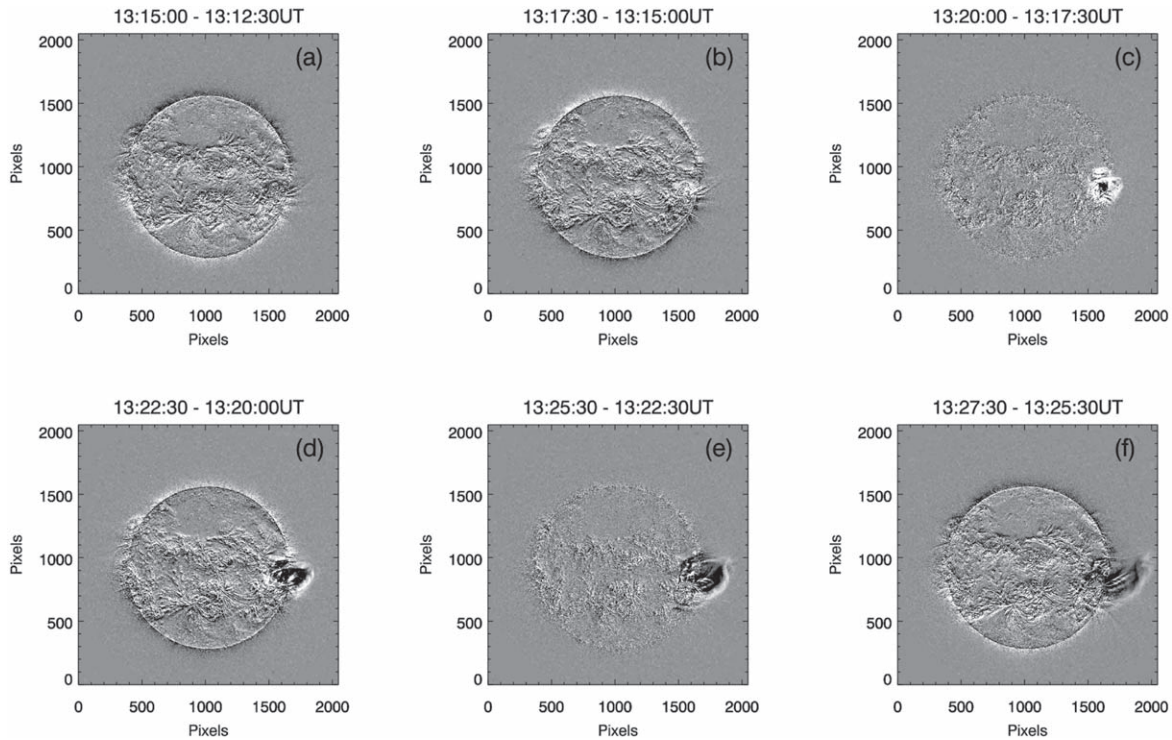 13:15:00 - 13:12:30UT
(a)
2000
1500
1000
500
0
Pixels
0 500 1000 1500 2000
Pixels
13:17:30 - 13:15:00UT
(b)
2000
1500
1000
500
0
Pixels
0 500 1000 1500 2000
Pixels
13:20:00 - 13:17:30UT
(c)
2000
1500
1000
500
0
Pixels
0 500 1000 1500 2000
Pixels
13:22:30 - 13:20:00UT
(d)
2000
1500
1000
500
0
Pixels
0 500 1000 1500 2000
Pixels
13:25:30 - 13:22:30UT
(e)
2000
1500
1000
500
0
Pixels
0 500 1000 1500 2000
Pixels
13:27:30 - 13:25:30UT
(f)
2000
1500
1000
500
0
Pixels
0 500 1000 1500 2000
Pixels